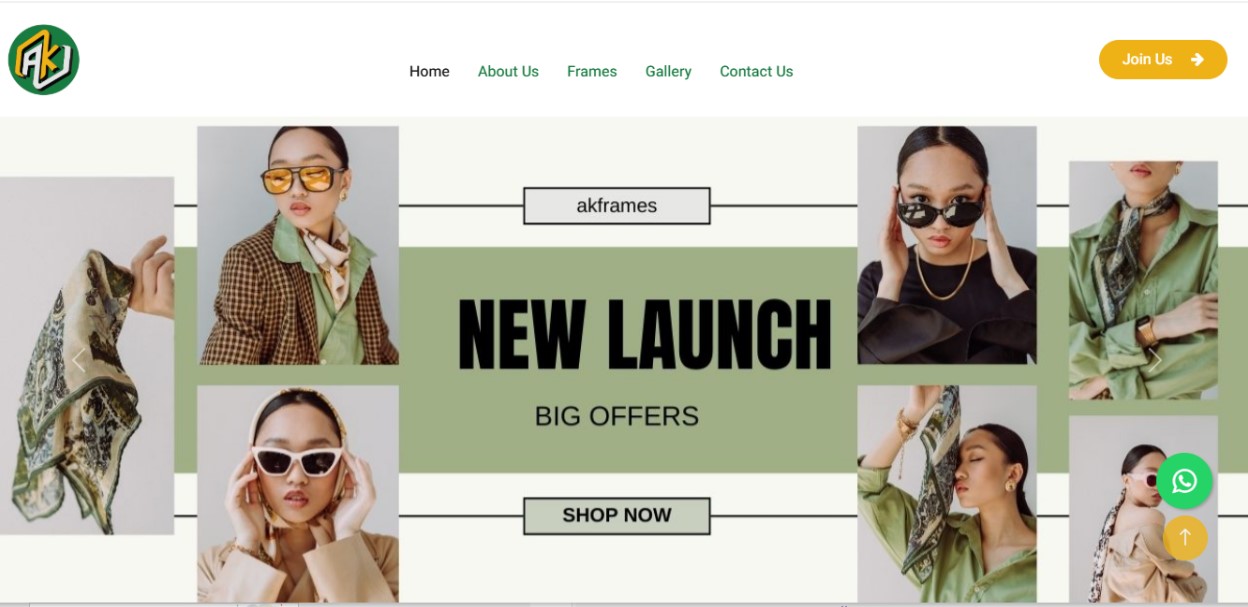 AKJ
Home
About Us
Frames
Gallery
Contact Us
Join Us
akframes
NEW LAUNCH
BIG OFFERS
SHOP NOW